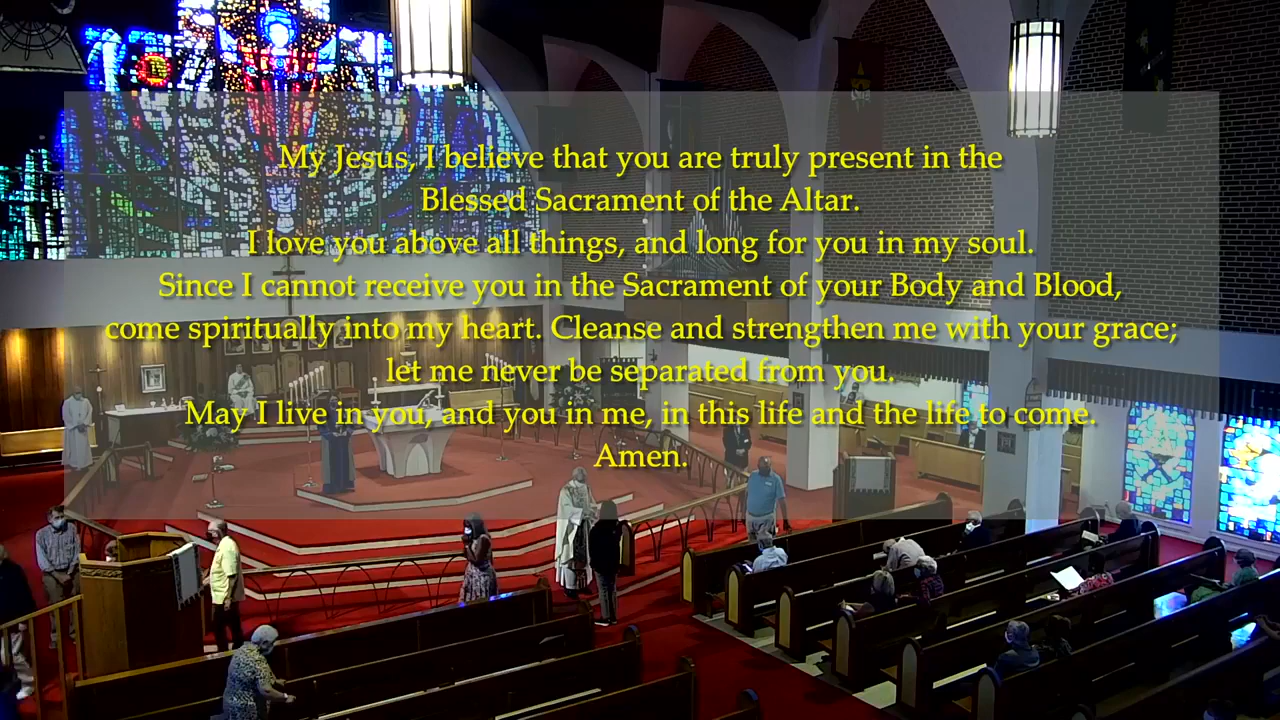 My Jesus, I believe that you are truly present in the
Blessed Sacrament of the Altar.
I love you above all things, and long for you in my soul.
Since I cannot receive you in the Sacrament of your Body and Blood,
come spiritually into my heart. Cleanse and strengthen me with your grace;
let me never be separated from you.
May I live in you, and you in me, in this life and the life to come.
Amen.